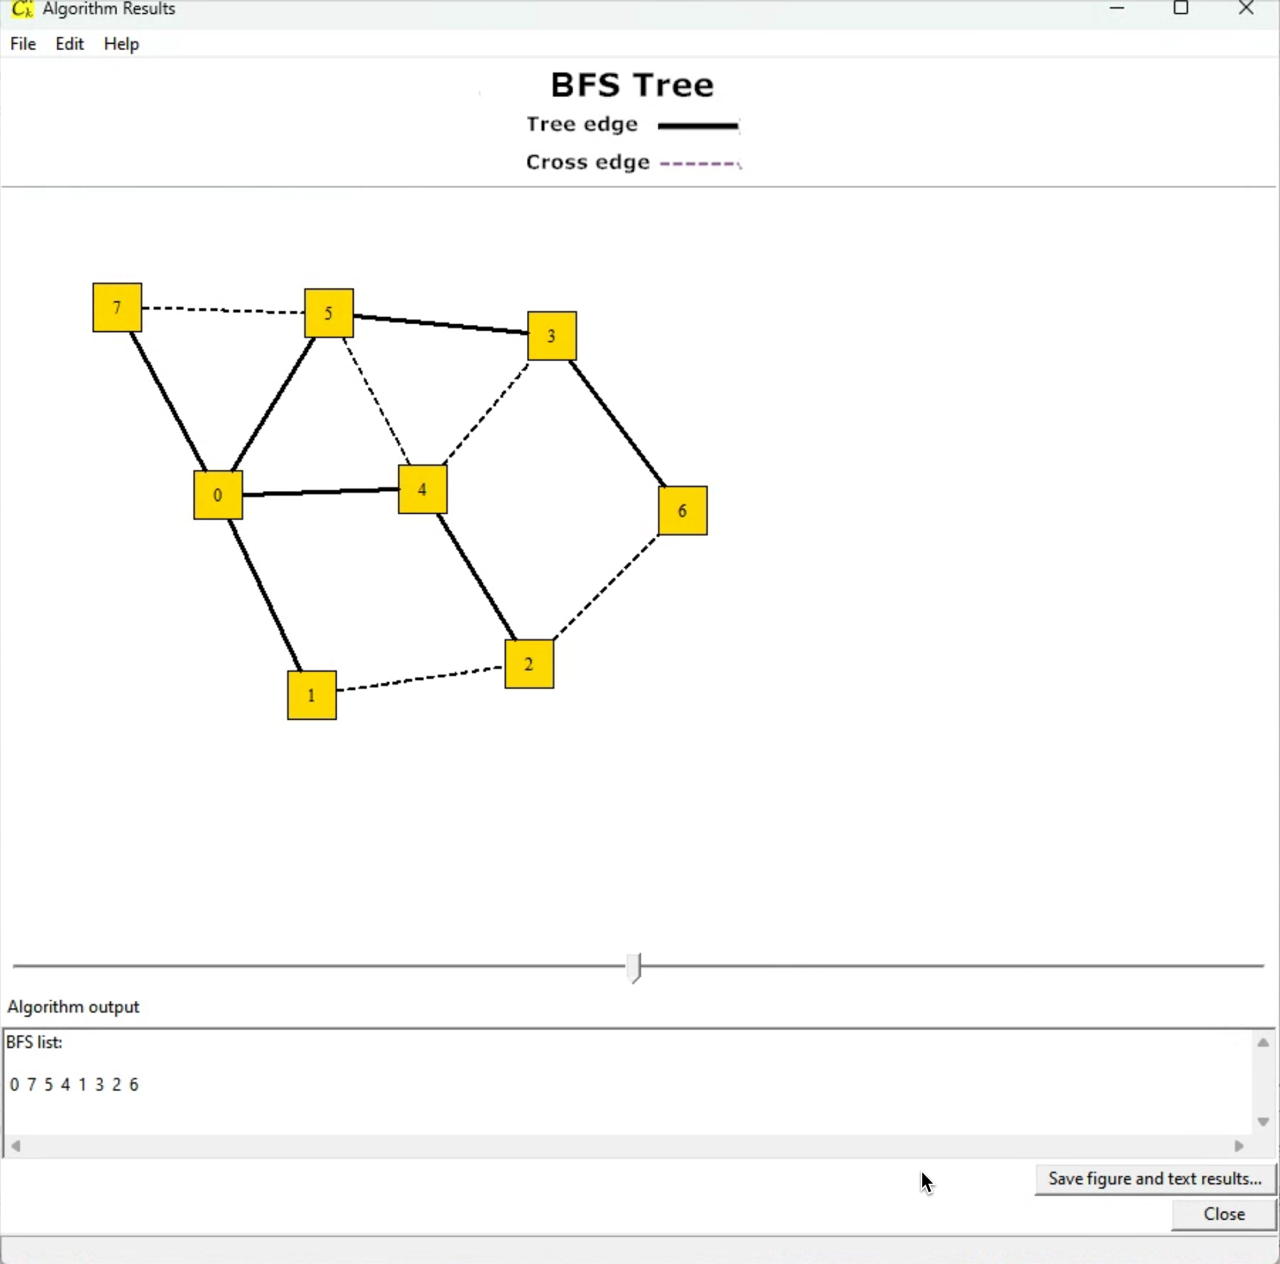 Algorithm Results
File Edit Help
BFS Tree
Tree edge
Cross edge
7
5
3
0
4
6
2
1
Algorithm output
BFS list:
0 7 5 4 1 3 2 6
Save figure and text results...
Close